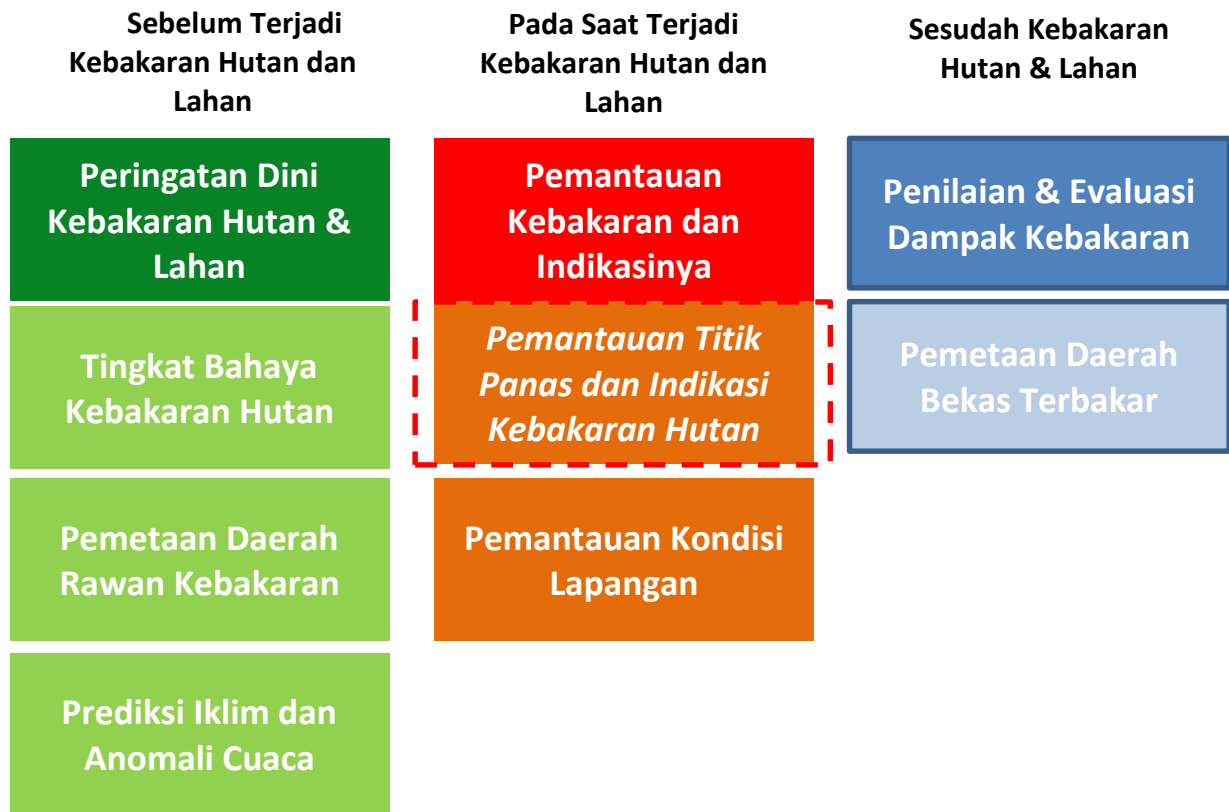 Sebelum Terjadi
Kebakaran Hutan dan
Lahan
Pada Saat Terjadi
Kebakaran Hutan dan
Lahan
Sesudah Kebakaran
Hutan & Lahan
Peringatan Dini
Kebakaran Hutan &
Lahan
Pemantauan
Kebakaran dan
Indikasinya
Penilaian & Evaluasi
Dampak Kebakaran
Tingkat Bahaya
Kebakaran Hutan
Pemantauan Titik
Panas dan Indikasi
Kebakaran Hutan
Pemetaan Daerah
Bekas Terbakar
Pemetaan Daerah
Rawan Kebakaran
Pemantauan Kondisi
Lapangan
Prediksi Iklim dan
Anomali Cuaca